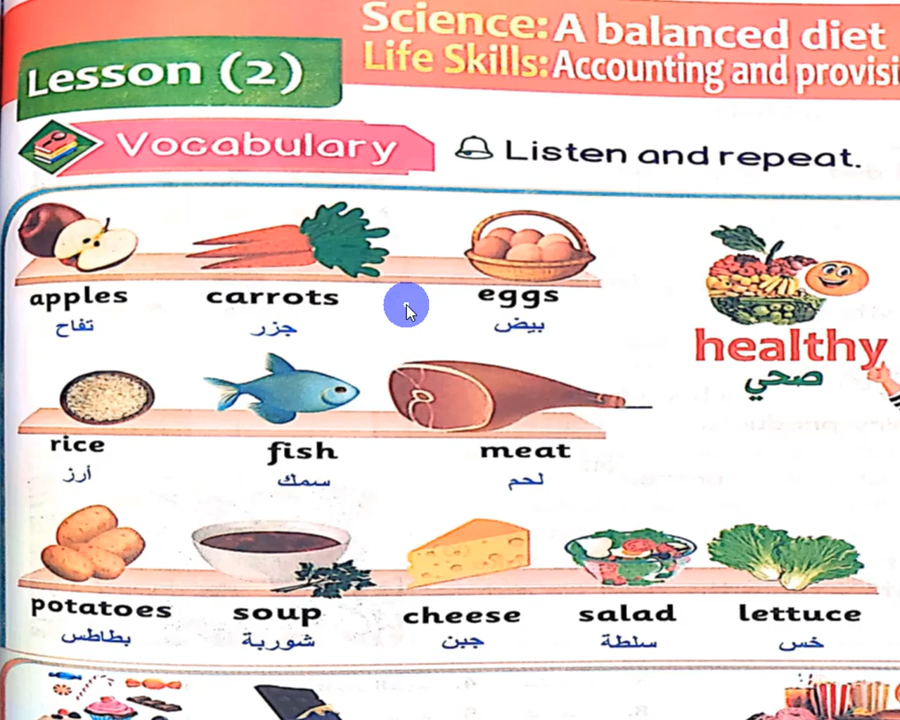 Science: A balanced diet
Life Skills: Accounting and
Lesson (2)
Vocabulary
Listen and repeat.
apples carrots eggs
تفاح جزر بيض
healthy
صحي
rice fish meat
أرز سمك لحم
potatoes soup cheese salad lettuce
بطاطس شوربة جبن سلطة خس